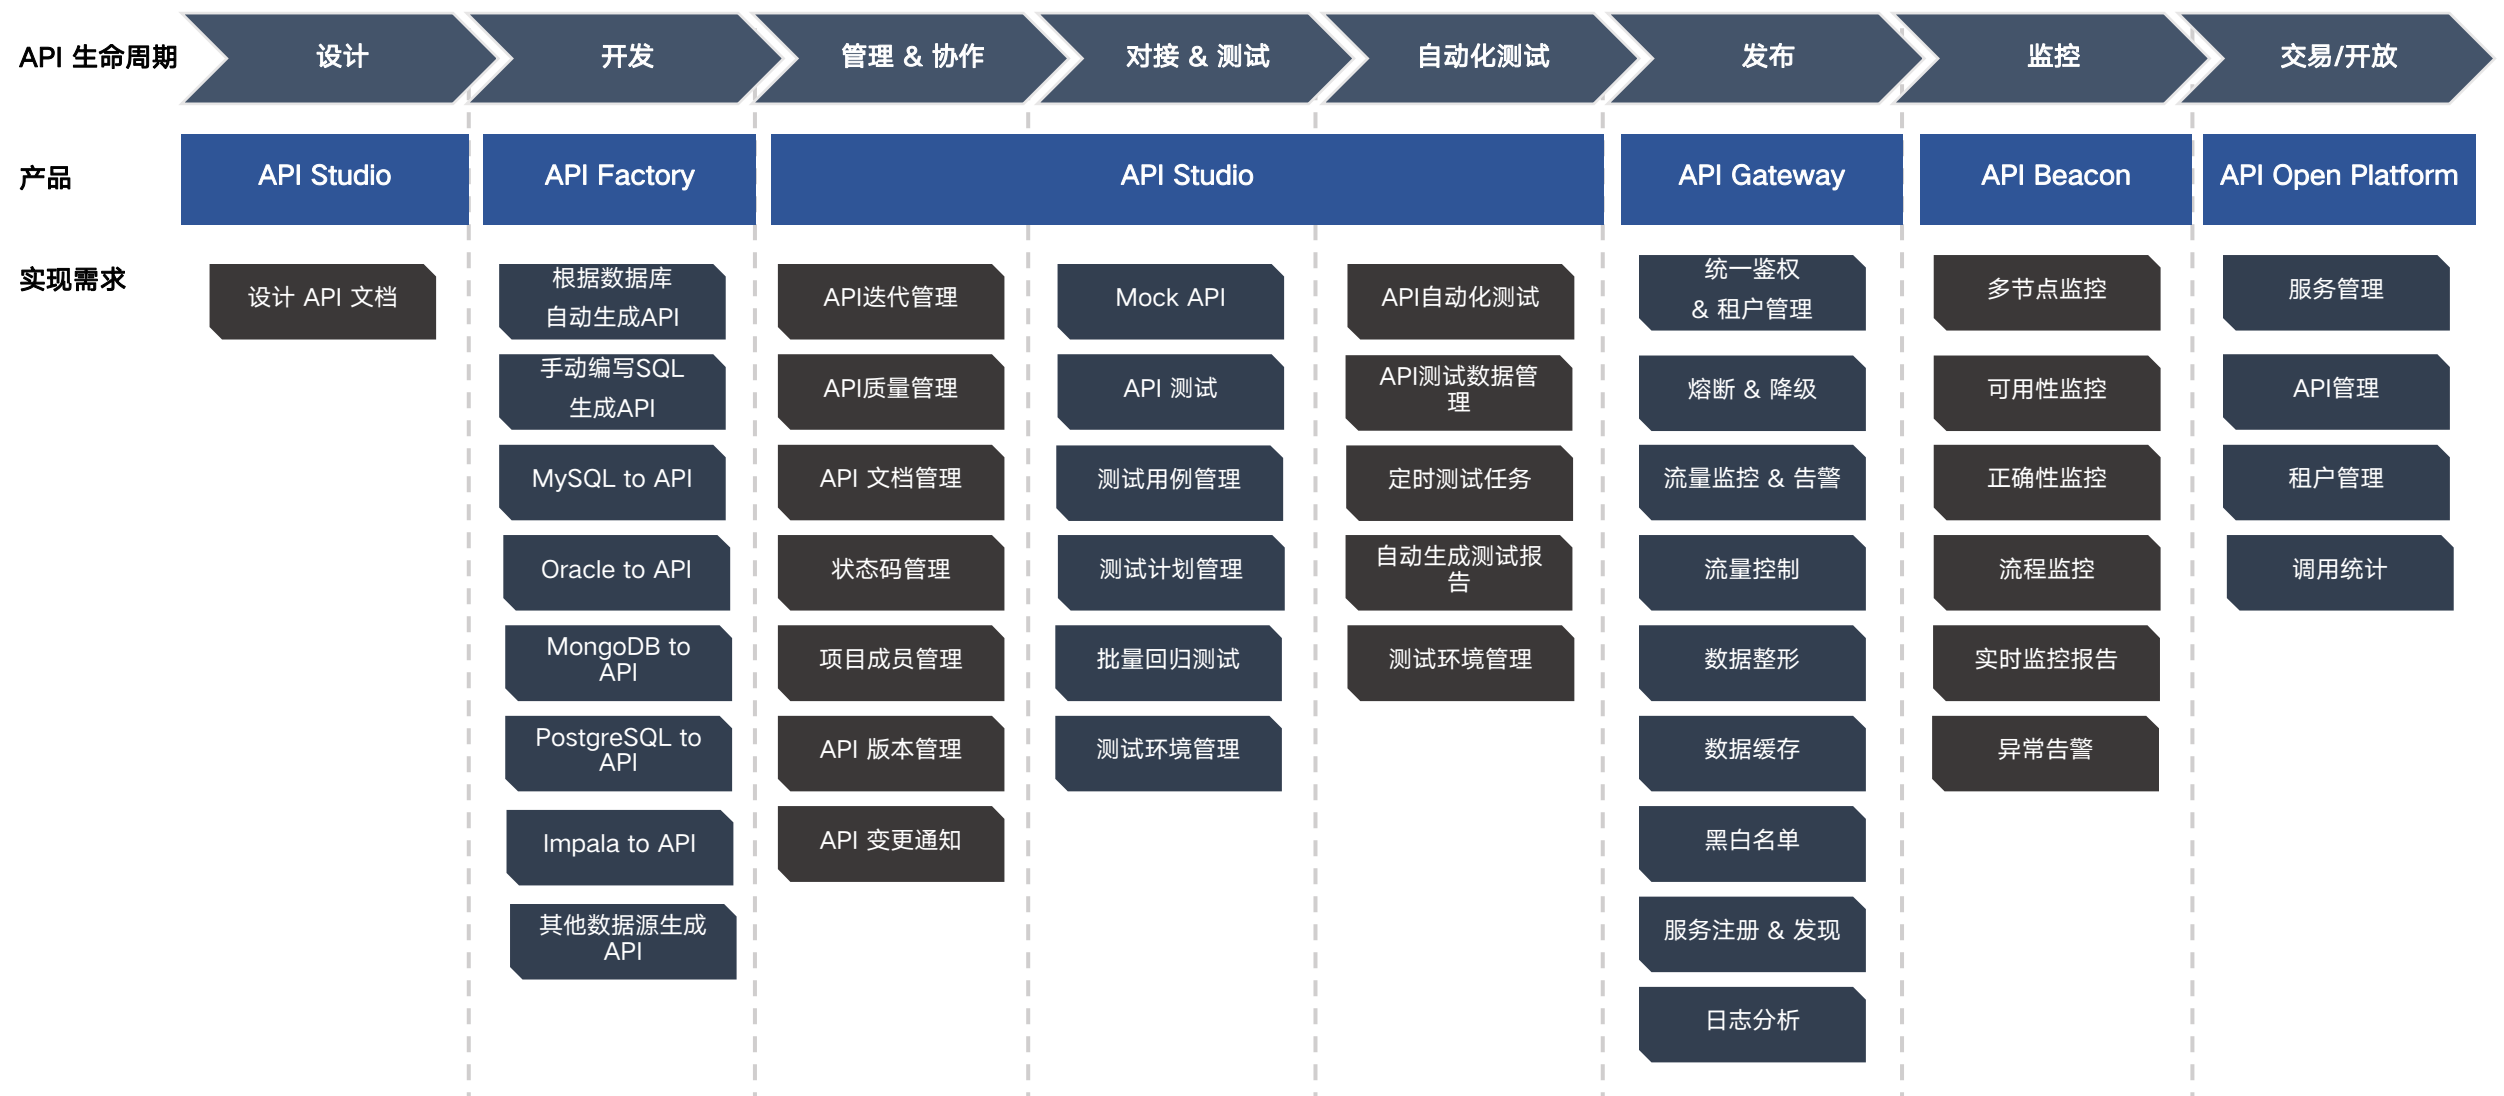 API 生命周期
设计
开发
管理 & 协作
对接 & 测试
自动化测试
发布
监控
交易/开放
产品
API Studio
API Factory
API Studio
API Gateway
API Beacon
API Open Platform
实现需求
设计 API 文档
根据数据库
自动生成API
手动编写SQL
生成API
MySQL to API
Oracle to API
MongoDB to
API
PostgreSQL to
API
Impala to API
其他数据源生成
API
API迭代管理
API质量管理
API 文档管理
状态码管理
项目成员管理
API 版本管理
API 变更通知
Mock API
API 测试
测试用例管理
测试计划管理
批量回归测试
测试环境管理
API自动化测试
API测试数据管
理
定时测试任务
自动生成测试报
告
测试环境管理
统一鉴权
& 租户管理
熔断 & 降级
流量监控 & 告警
流量控制
数据整形
数据缓存
黑白名单
服务注册 & 发现
日志分析
多节点监控
可用性监控
正确性监控
流程监控
实时监控报告
异常告警
服务管理
API管理
租户管理
调用统计